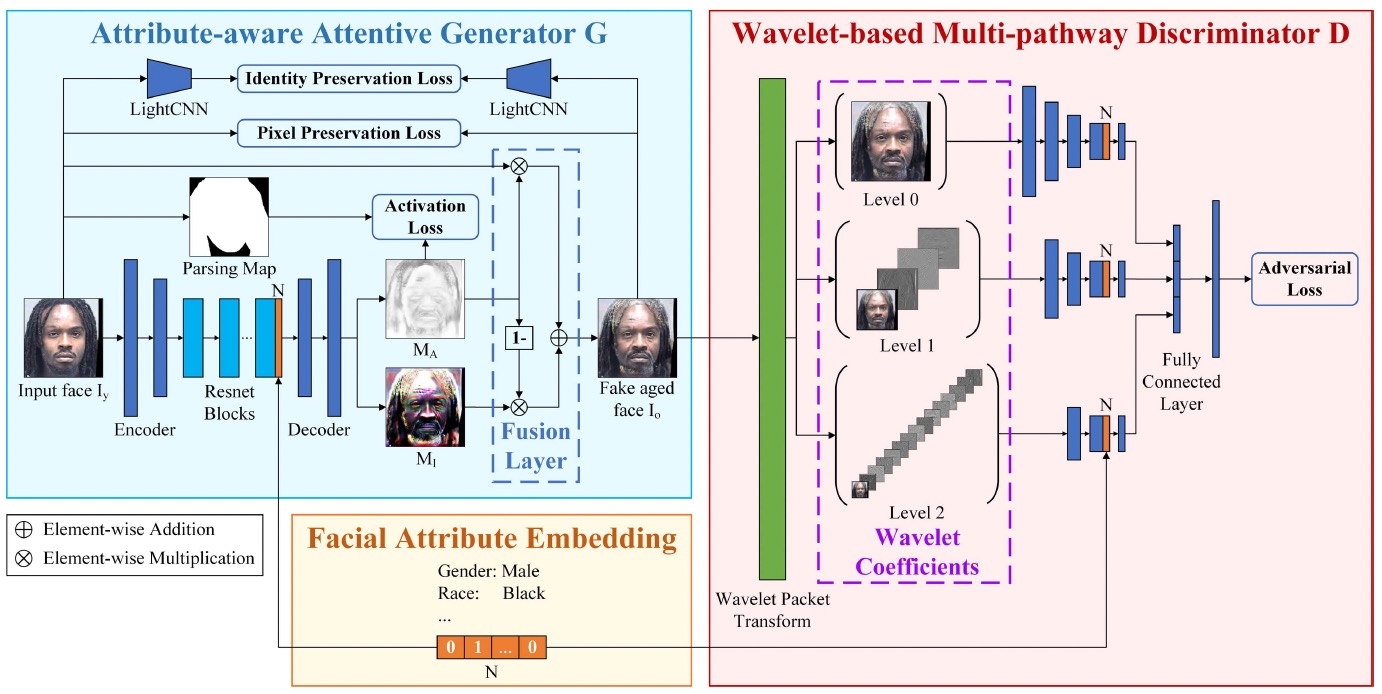 Attribute-aware Attentive Generator G
LightCNN
Identity Preservation Loss
LightCNN
Pixel Preservation Loss
Parsing Map
Activation
Loss
N
Input face I_y
Encoder
...
Resnet
Blocks
Decoder
M_A
M_I
1-
Fusion
Layer
Fake aged
face I_o
Element-wise Addition
Element-wise Multiplication
Facial Attribute Embedding
Gender: Male
Race: Black
...
0 1 ... 0
N
Wavelet-based Multi-pathway Discriminator D
Wavelet Packet
Transform
Level 0
Level 1
Level 2
Wavelet
Coefficients
N
N
N
Fully
Connected
Layer
Adversarial
Loss